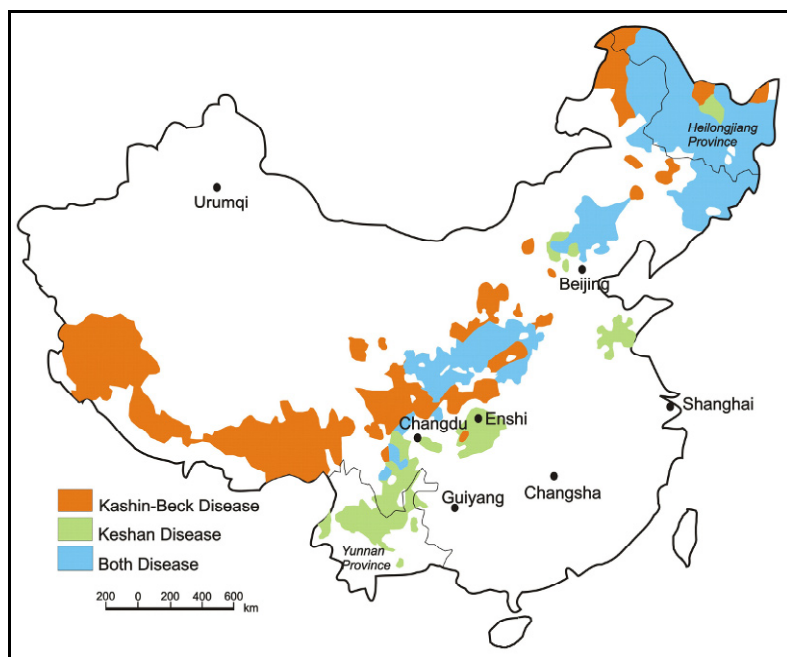 Heilongjiang
Province
Urumqi
Beijing
Shanghai
Changdu
Enshi
Changsha
Guiyang
Kashin-Beck Disease
Keshan Disease
Both Disease
Yunnan
Province
200 0 200 400 600
km